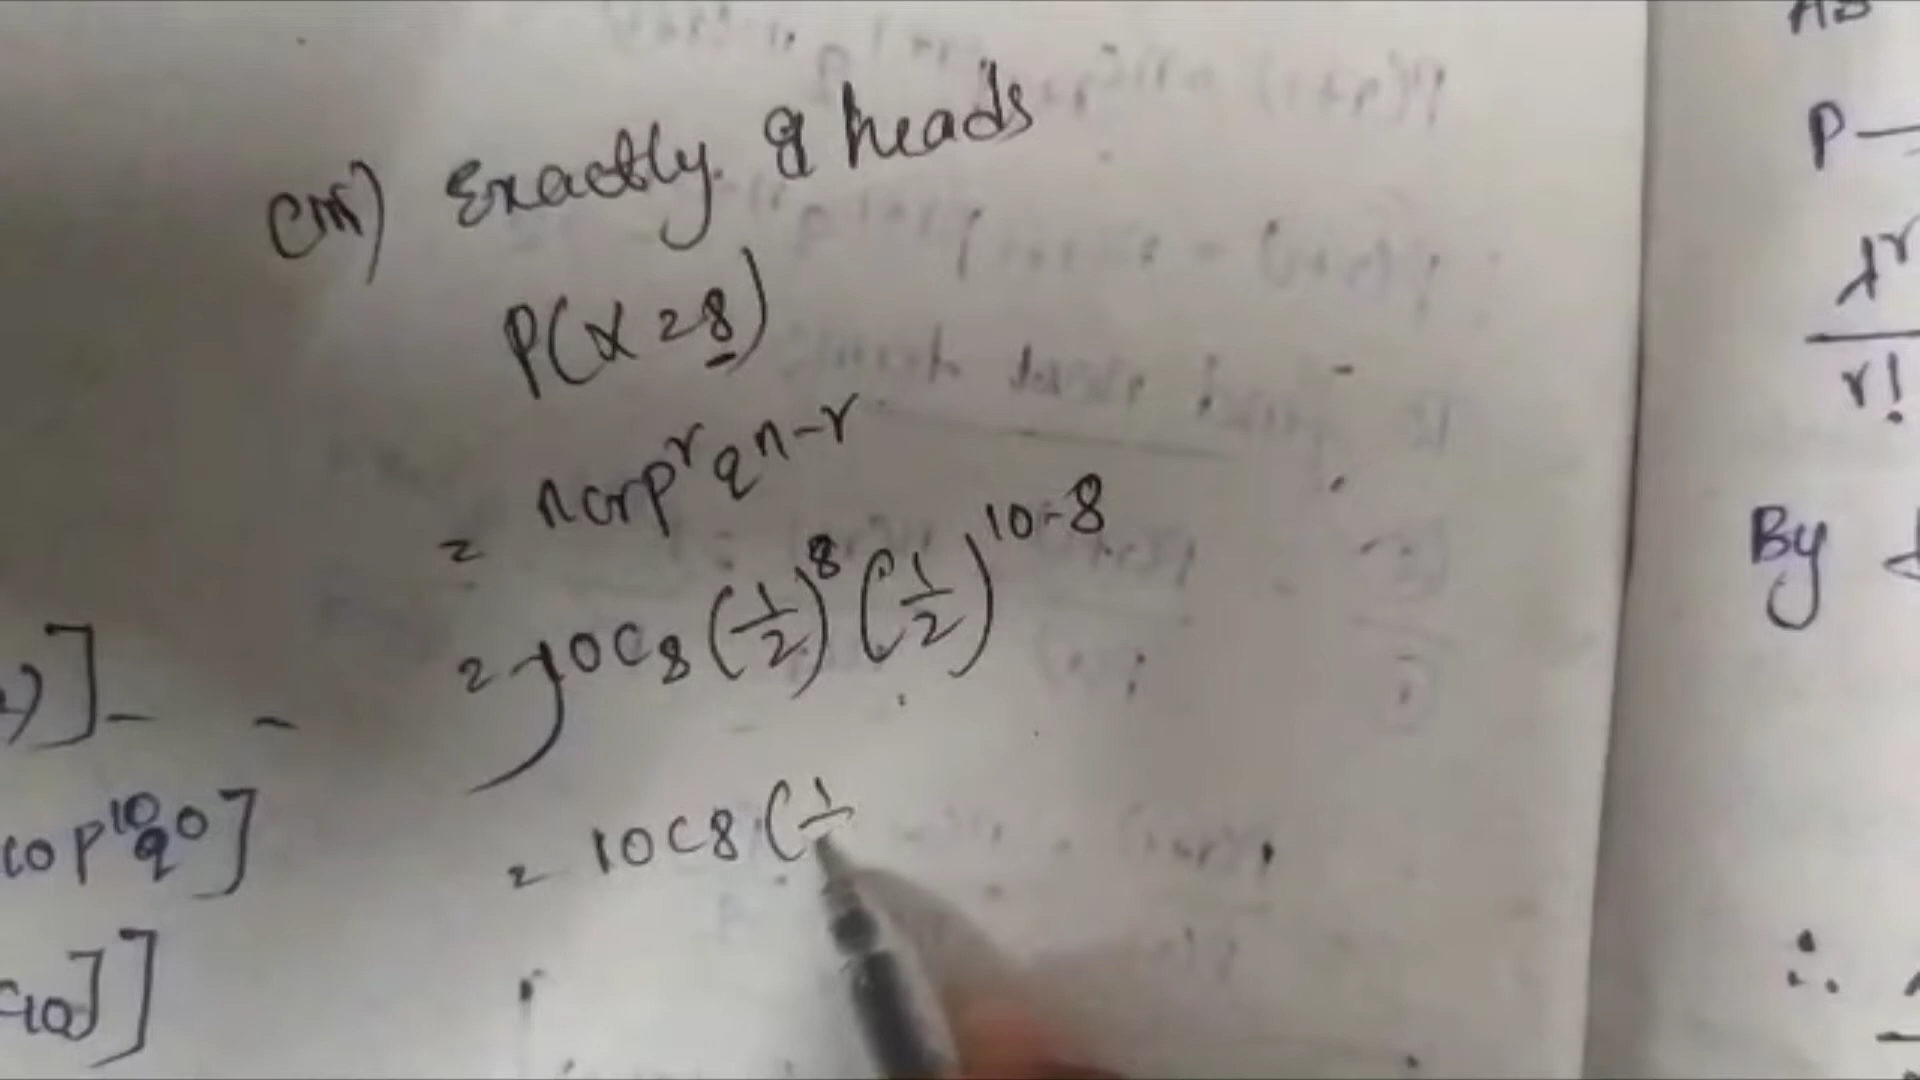 (iii) Exactly 8 heads
P(X = 8)
= ncr p^r q^n-r
= 10c8 (1/2)^8 (1/2)^10-8
= 10c8 (1/
)]
cop^10 q^0]
c10]]
P
λ^r
r!
By
∴